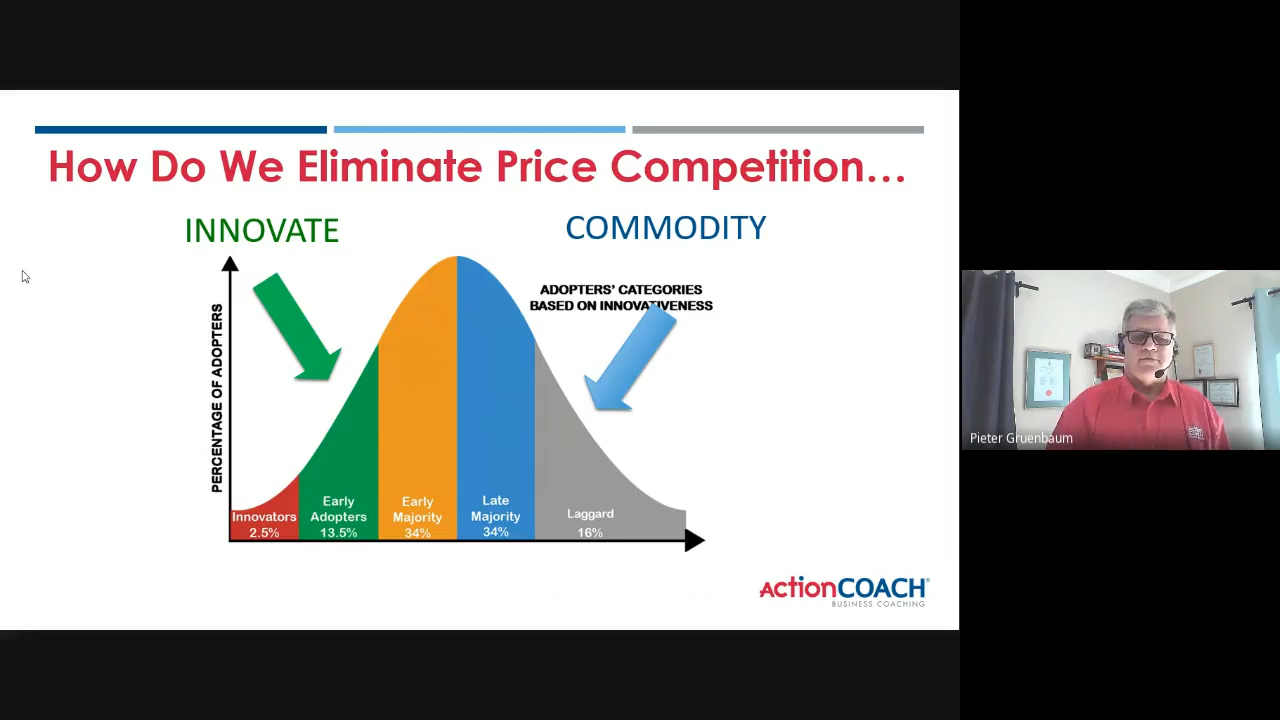 How Do We Eliminate Price Competition...
INNOVATE
COMMODITY
ADOPTERS' CATEGORIES
BASED ON INNOVATIVENESS
PERCENTAGE OF ADOPTERS
Innovators
2.5%
Early
Adopters
13.5%
Early
Majority
34%
Late
Majority
34%
Laggard
16%
ActionCOACH
BUSINESS COACHING
Pieter Gruenbaum